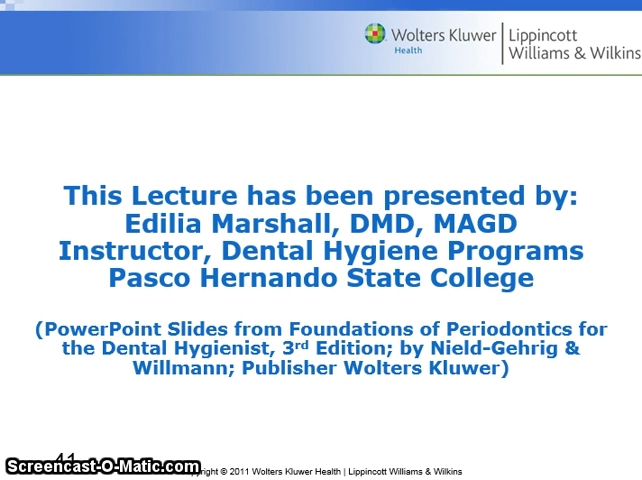 Wolters Kluwer
Health
Lippincott
Williams & Wilkins
This Lecture has been presented by:
Edilia Marshall, DMD, MAGD
Instructor, Dental Hygiene Programs
Pasco Hernando State College
(PowerPoint Slides from Foundations of Periodontics for
the Dental Hygienist, 3rd Edition; by Nield-Gehrig &
Willmann; Publisher Wolters Kluwer)
41
Screencast-O-Matic.com
© 2011 Wolters Kluwer Health | Lippincott Williams & Wilkins